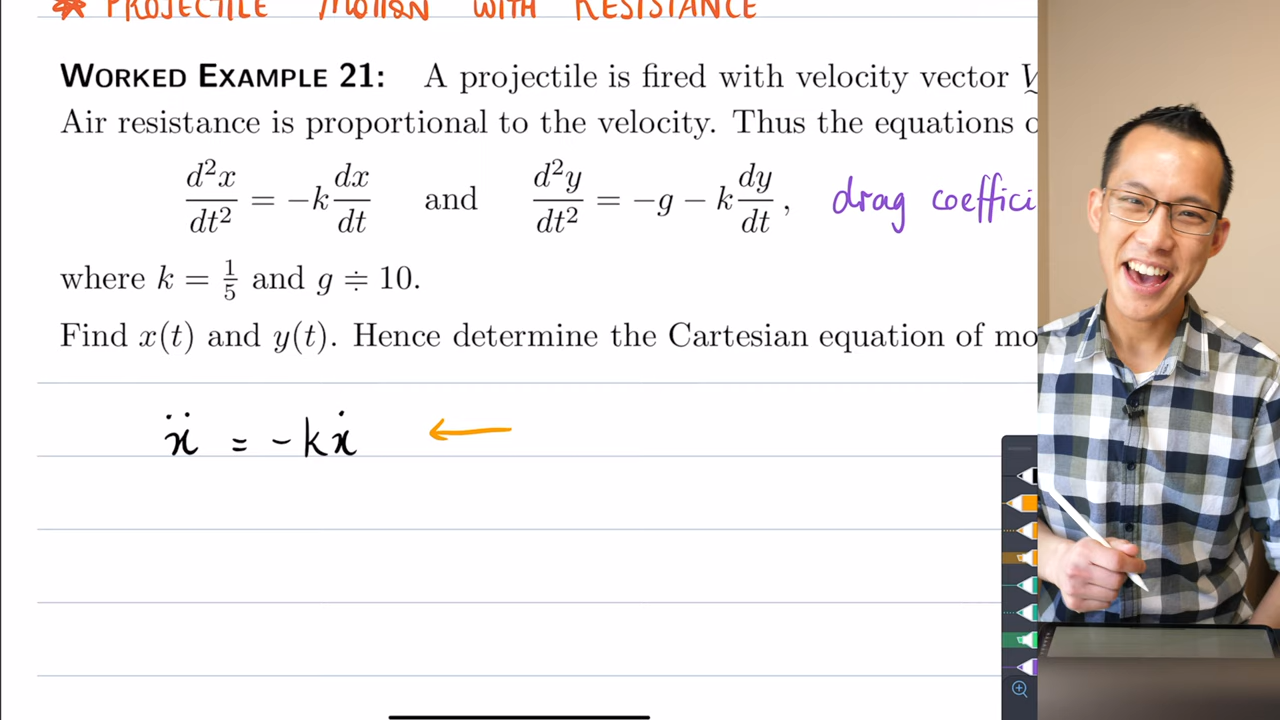 * PROJECTILE MOTION WITH RESISTANCE
WORKED EXAMPLE 21: A projectile is fired with velocity vector V
Air resistance is proportional to the velocity. Thus the equations o
d²x/dt² = −k dx/dt and d²y/dt² = −g − k dy/dt, drag coeffici
where k = 1/5 and g ≑ 10.
Find x(t) and y(t). Hence determine the Cartesian equation of mo
ẍ = −kẋ ←